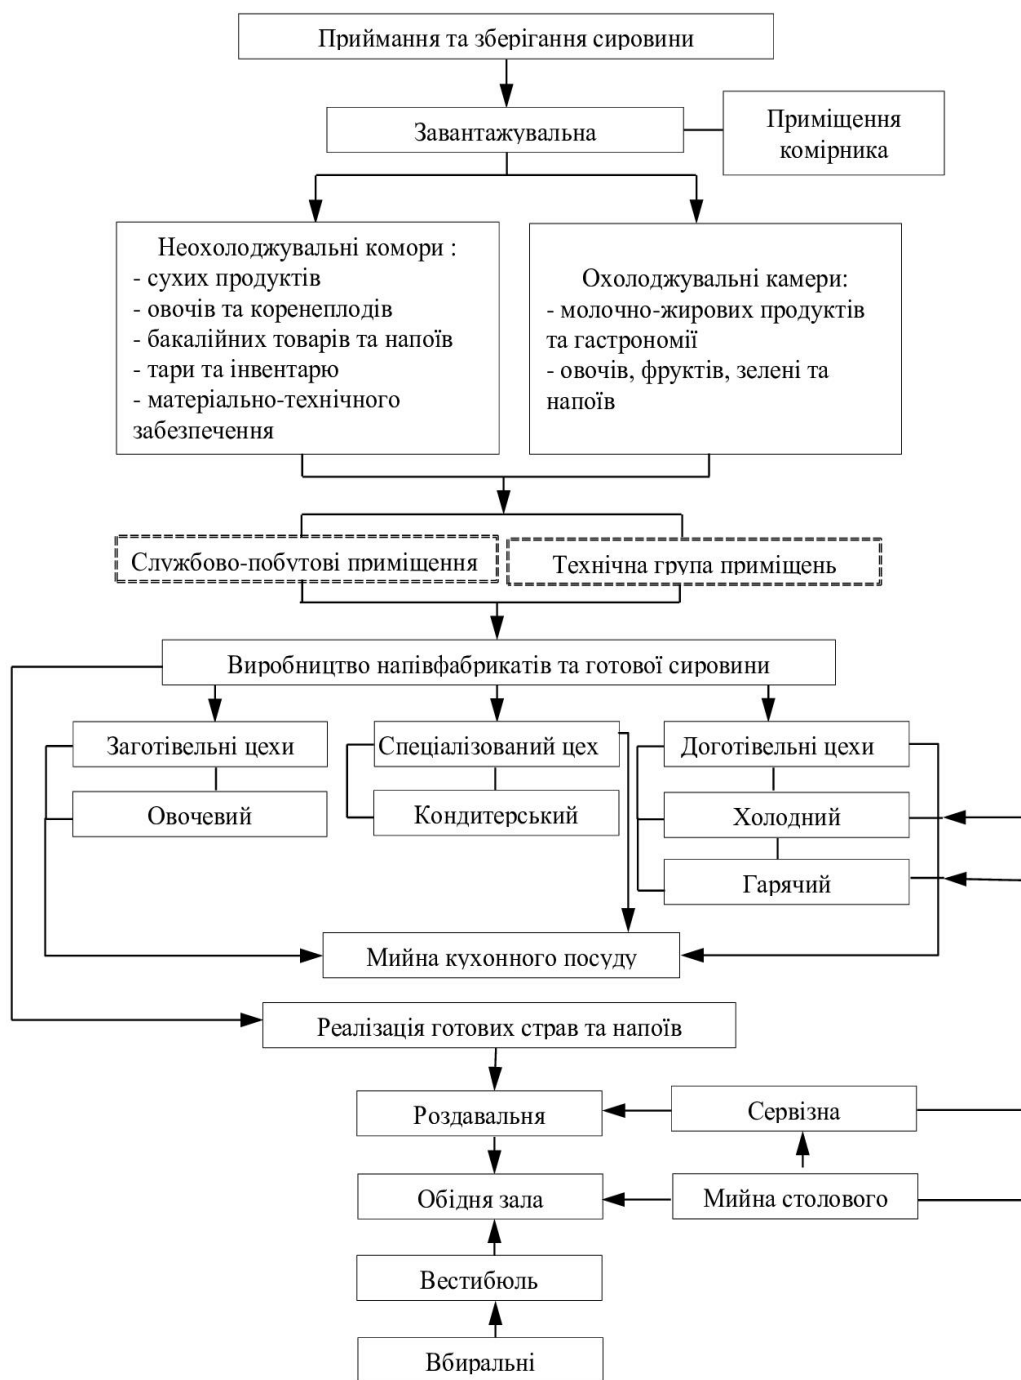 Приймання та зберігання сировини
Завантажувальна
Приміщення
комірника
Неохолоджувальні комори :
- сухих продуктів
- овочів та коренеплодів
- бакалійних товарів та напоїв
- тари та інвентарю
- матеріально-технічного
забезпечення
Охолоджувальні камери:
- молочно-жирових продуктів
та гастрономії
- овочів, фруктів, зелені та
напоїв
Службово-побутові приміщення
Технічна група приміщень
Виробництво напівфабрикатів та готової сировини
Заготівельні цехи
Спеціалізований цех
Доготівельні цехи
Овочевий
Кондитерський
Холодний
Гарячий
Мийна кухонного посуду
Реалізація готових страв та напоїв
Роздавальня
Сервізна
Обідня зала
Мийна столового
Вестибюль
Вбиральні